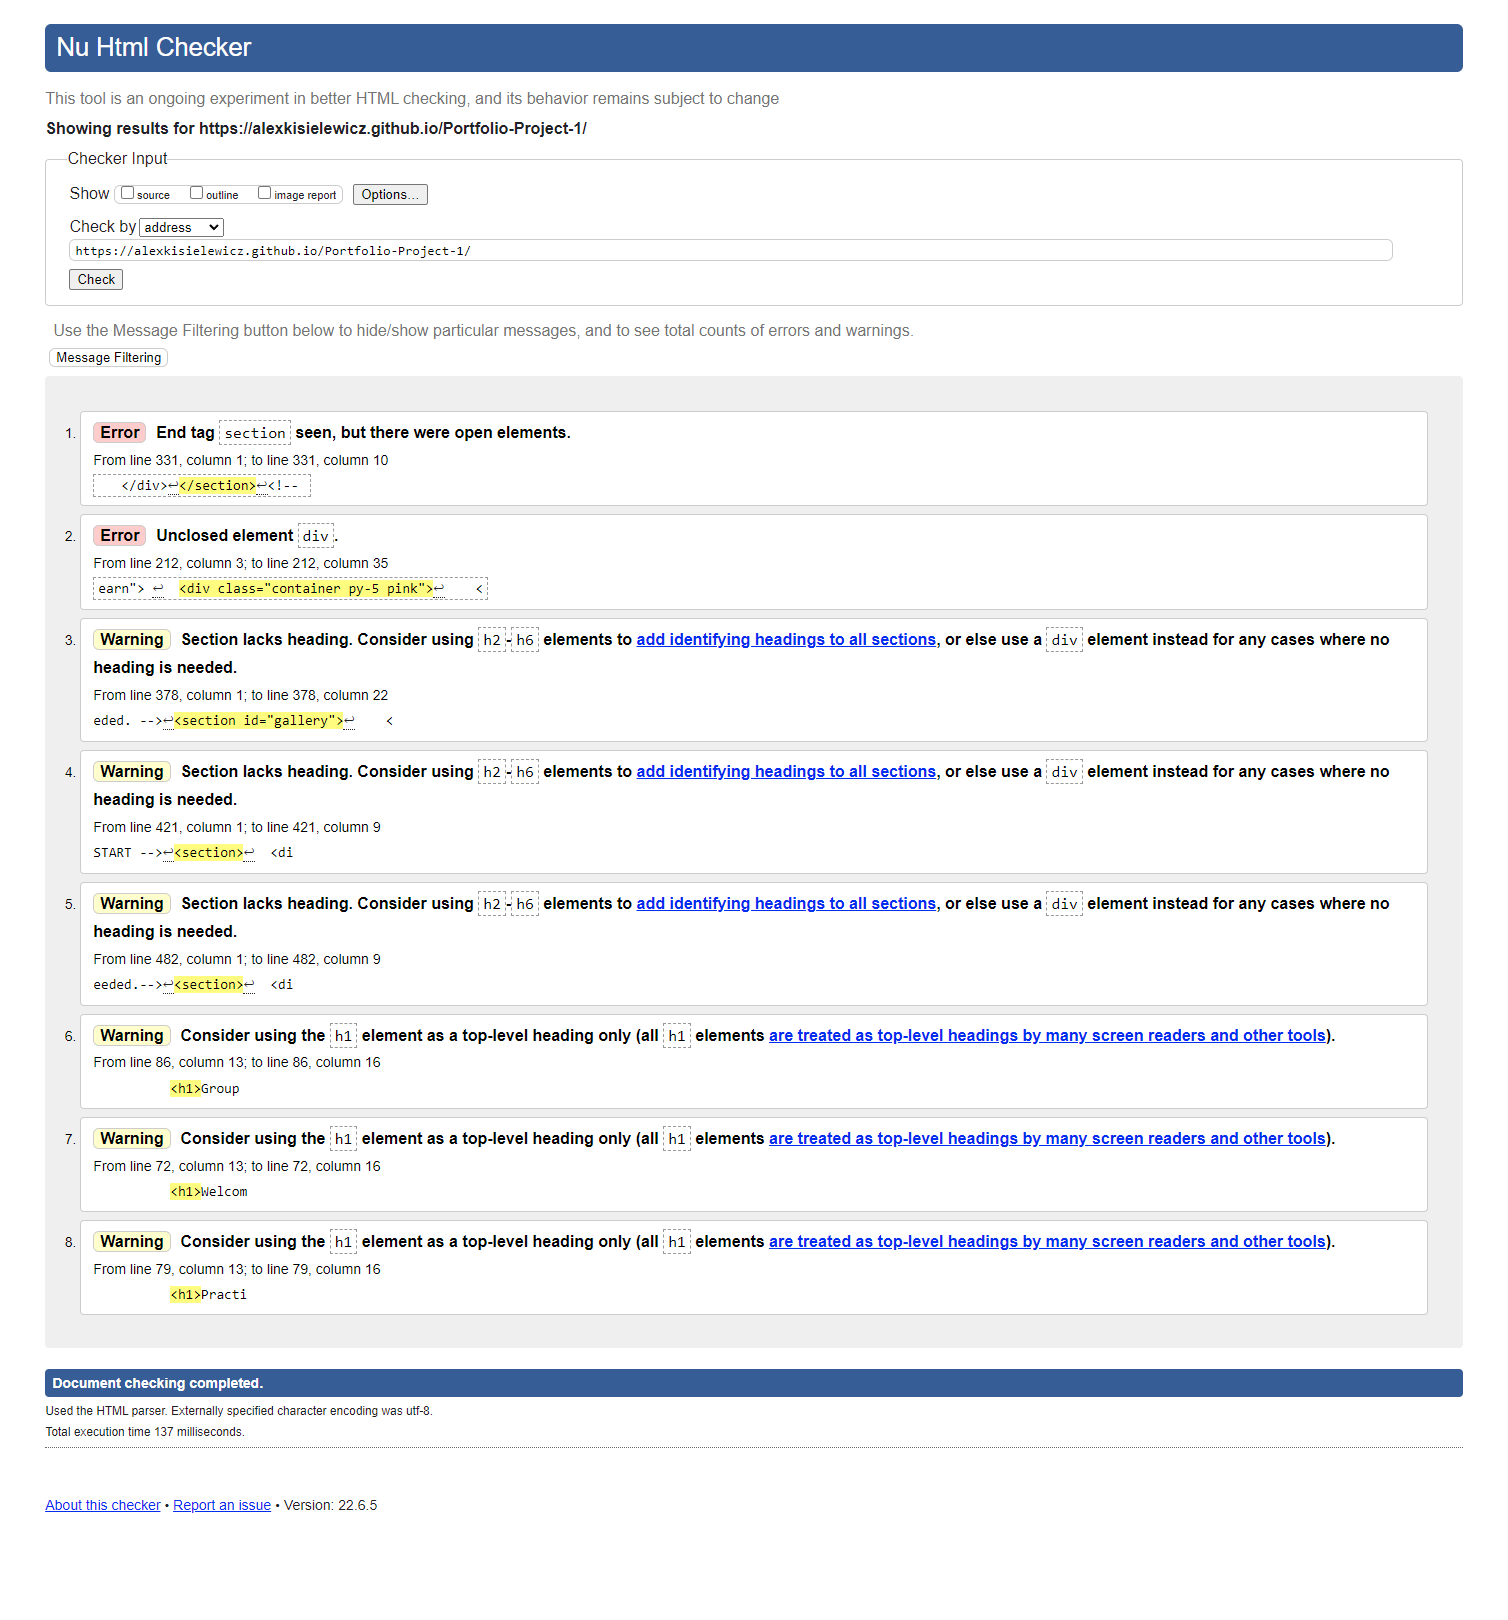 Nu Html Checker
This tool is an ongoing experiment in better HTML checking, and its behavior remains subject to change
Showing results for https://alexkisielewicz.github.io/Portfolio-Project-1/
Checker Input
Show source outline image report Options...
Check by address
https://alexkisielewicz.github.io/Portfolio-Project-1/
Check
Use the Message Filtering button below to hide/show particular messages, and to see total counts of errors and warnings.
Message Filtering
1. Error End tag section seen, but there were open elements.
From line 331, column 1; to line 331, column 10
</div>↩</section>↩<!--
2. Error Unclosed element div.
From line 212, column 3; to line 212, column 35
earn"> ↩ <div class="container py-5 pink">↩ <
3. Warning Section lacks heading. Consider using h2-h6 elements to add identifying headings to all sections, or else use a div element instead for any cases where no
heading is needed.
From line 378, column 1; to line 378, column 22
eded. -->↩<section id="gallery">↩ <
4. Warning Section lacks heading. Consider using h2-h6 elements to add identifying headings to all sections, or else use a div element instead for any cases where no
heading is needed.
From line 421, column 1; to line 421, column 9
START -->↩<section>↩ <di
5. Warning Section lacks heading. Consider using h2-h6 elements to add identifying headings to all sections, or else use a div element instead for any cases where no
heading is needed.
From line 482, column 1; to line 482, column 9
eeded.-->↩<section>↩ <di
6. Warning Consider using the h1 element as a top-level heading only (all h1 elements are treated as top-level headings by many screen readers and other tools).
From line 86, column 13; to line 86, column 16
<h1>Group
7. Warning Consider using the h1 element as a top-level heading only (all h1 elements are treated as top-level headings by many screen readers and other tools).
From line 72, column 13; to line 72, column 16
<h1>Welcom
8. Warning Consider using the h1 element as a top-level heading only (all h1 elements are treated as top-level headings by many screen readers and other tools).
From line 79, column 13; to line 79, column 16
<h1>Practi
Document checking completed.
Used the HTML parser. Externally specified character encoding was utf-8.
Total execution time 137 milliseconds.
About this checker • Report an issue • Version: 22.6.5